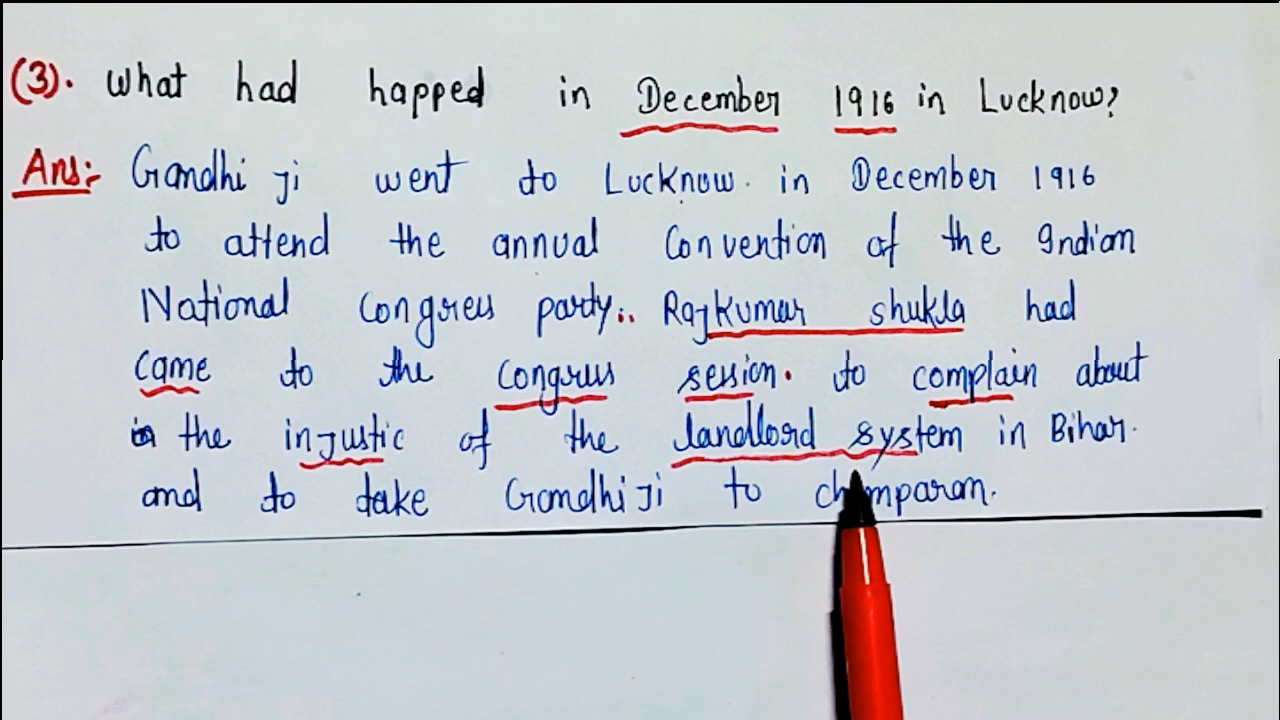 (3). What had happed in December 1916 in Lucknow?
Ans:- Gandhi ji went to Lucknow. in December 1916
to attend the annual Convention of the Indian
National Congress party.. Rajkumar shukla had
came to the congress session. to complain about
the injustic of the landlord system in Bihar.
and to take Gandhi Ji to champaran.